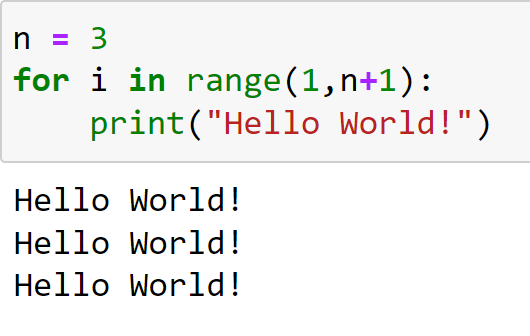 n = 3
for i in range(1,n+1):
    print("Hello World!")
Hello World!
Hello World!
Hello World!